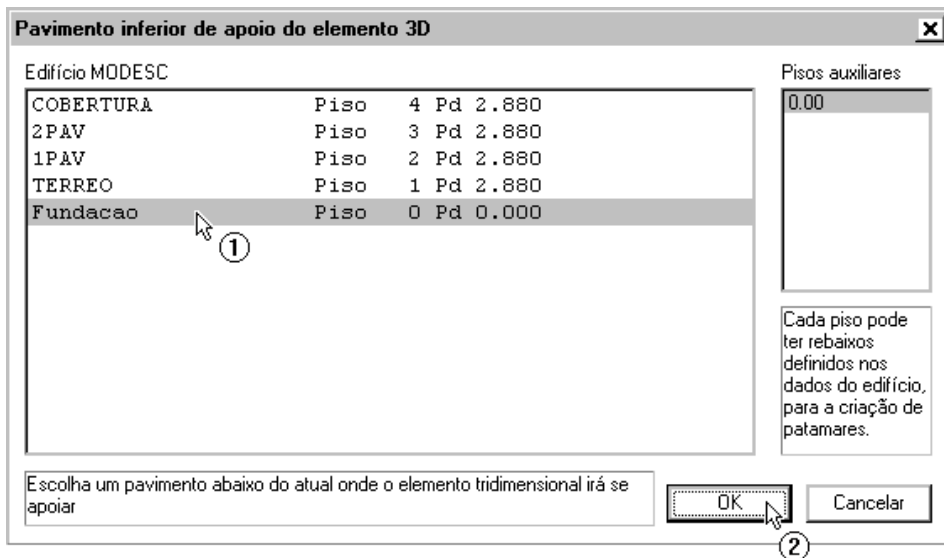 Pavimento inferior de apoio do elemento 3D
Edifício MODESC
COBERTURA Piso 4 Pd 2.880
2PAV Piso 3 Pd 2.880
1PAV Piso 2 Pd 2.880
TERREO Piso 1 Pd 2.880
Fundacao Piso 0 Pd 0.000
1
Pisos auxiliares
0.00
Cada piso pode
ter rebaixos
definidos nos
dados do edifício,
para a criação de
patamares.
Escolha um pavimento abaixo do atual onde o elemento tridimensional irá se
apoiar
OK
Cancelar
2